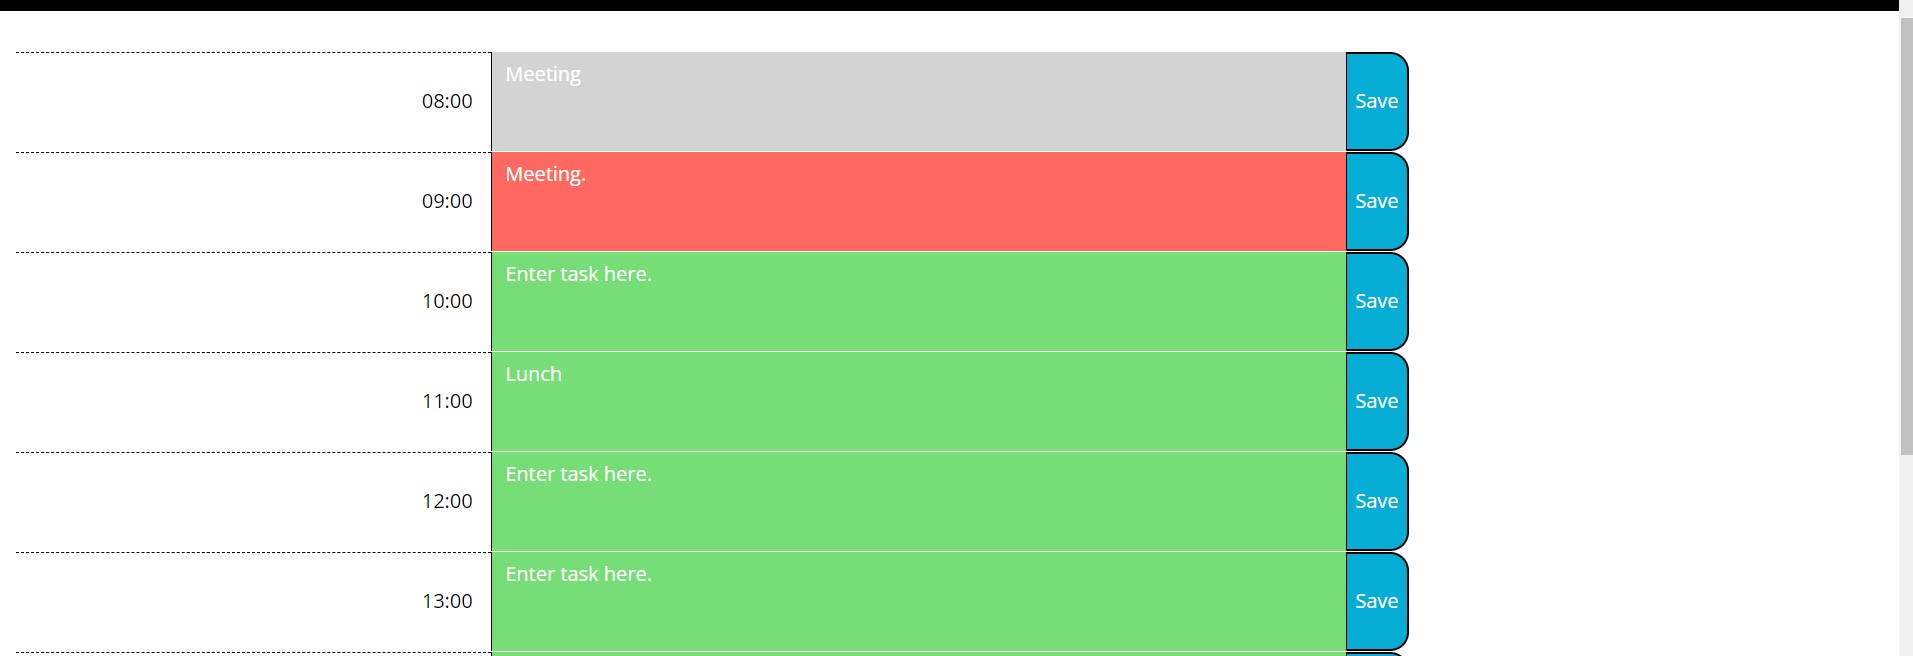 08:00 Meeting Save
09:00 Meeting. Save
10:00 Enter task here. Save
11:00 Lunch Save
12:00 Enter task here. Save
13:00 Enter task here. Save